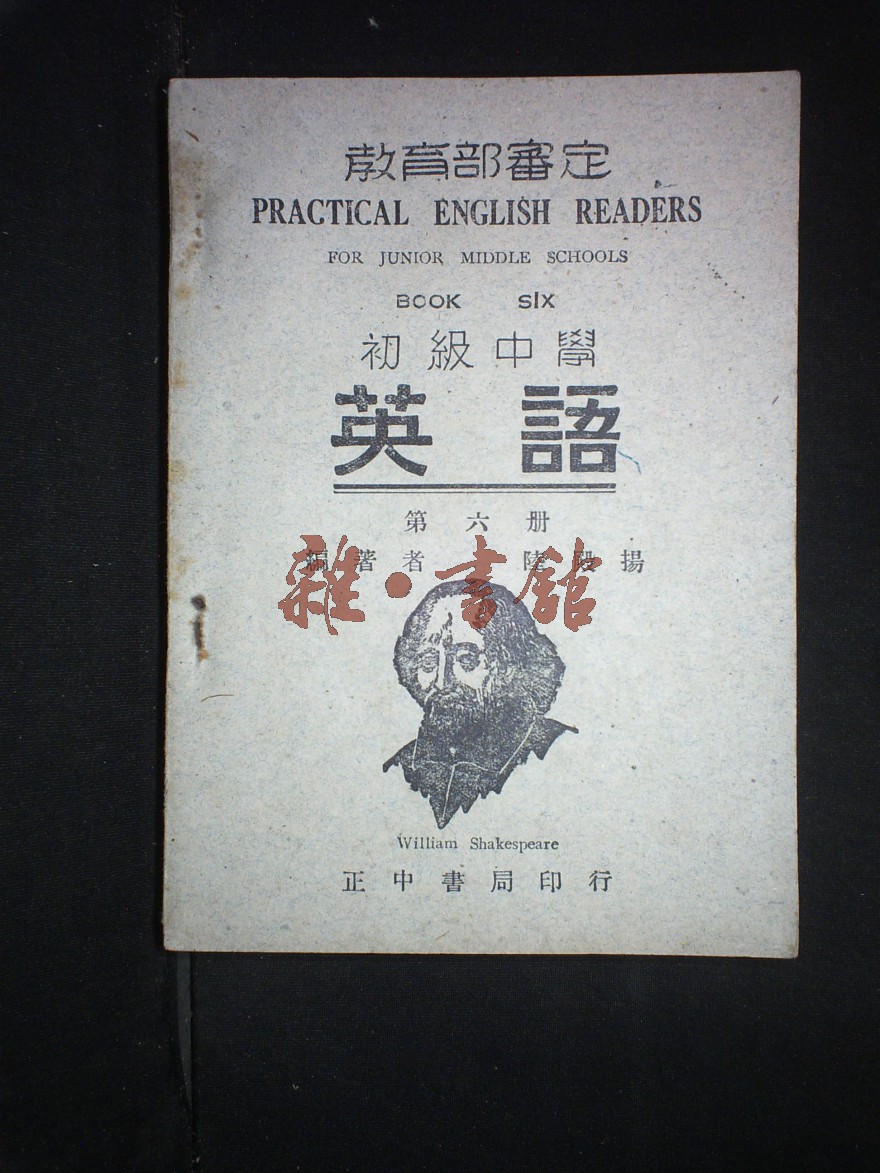 教育部審定
PRACTICAL ENGLISH READERS
FOR JUNIOR MIDDLE SCHOOLS
BOOK SIX
初級中學
英語
第六册
編著者 陸殿揚
雜·書館
William Shakespeare
正中書局印行